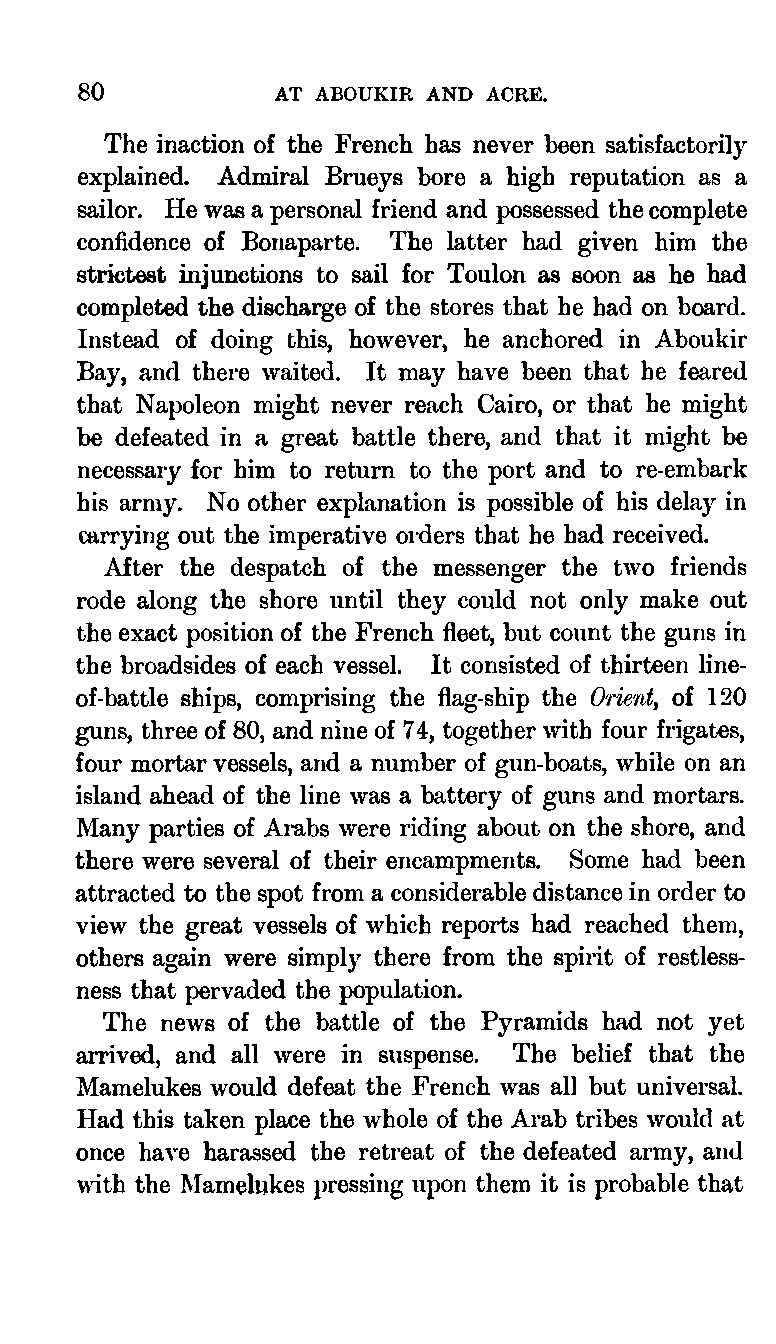 80 AT ABOUKIR AND ACRE.
The inaction of the French has never been satisfactorily
explained. Admiral Brueys bore a high reputation as a
sailor. He was a personal friend and possessed the complete
confidence of Bonaparte. The latter had given him the
strictest injunctions to sail for Toulon as soon as he had
completed the discharge of the stores that he had on board.
Instead of doing this, however, he anchored in Aboukir
Bay, and there waited. It may have been that he feared
that Napoleon might never reach Cairo, or that he might
be defeated in a great battle there, and that it might be
necessary for him to return to the port and to re-embark
his army. No other explanation is possible of his delay in
carrying out the imperative orders that he had received.
After the despatch of the messenger the two friends
rode along the shore until they could not only make out
the exact position of the French fleet, but count the guns in
the broadsides of each vessel. It consisted of thirteen line-
of-battle ships, comprising the flag-ship the Orient, of 120
guns, three of 80, and nine of 74, together with four frigates,
four mortar vessels, and a number of gun-boats, while on an
island ahead of the line was a battery of guns and mortars.
Many parties of Arabs were riding about on the shore, and
there were several of their encampments. Some had been
attracted to the spot from a considerable distance in order to
view the great vessels of which reports had reached them,
others again were simply there from the spirit of restless-
ness that pervaded the population.
The news of the battle of the Pyramids had not yet
arrived, and all were in suspense. The belief that the
Mamelukes would defeat the French was all but universal.
Had this taken place the whole of the Arab tribes would at
once have harassed the retreat of the defeated army, and
with the Mamelukes pressing upon them it is probable that